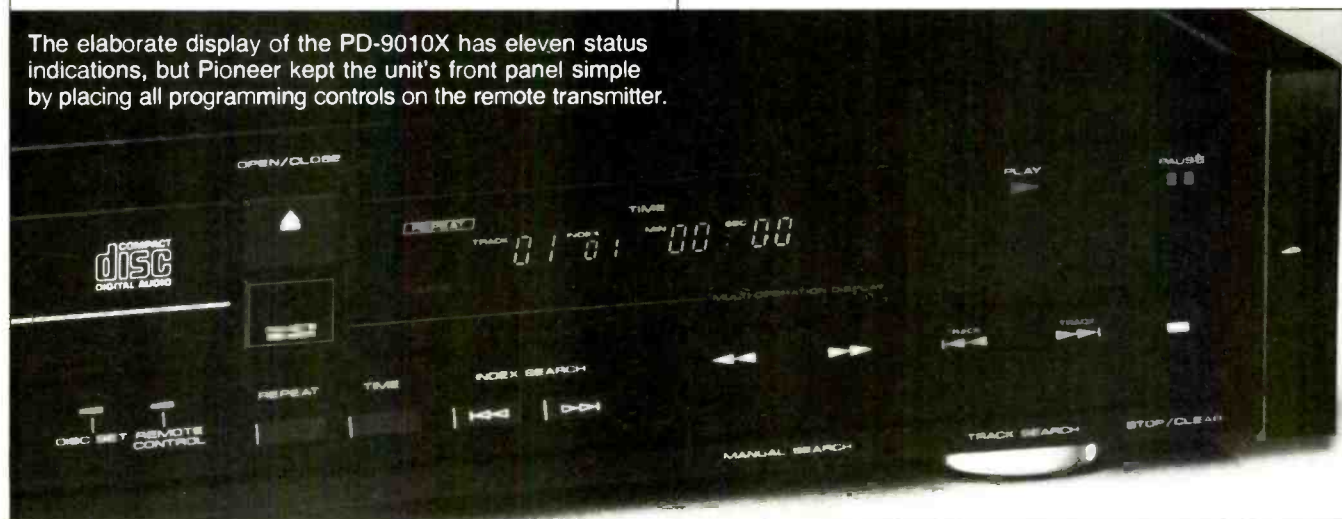 The elaborate display of the PD-9010X has eleven status
indications, but Pioneer kept the unit's front panel simple
by placing all programming controls on the remote transmitter.
OPEN/CLOSE
PLAY
PAUSE
COMPACT
disc
DIGITAL AUDIO
REPLAY
TIME
TRACK 01 INDEX 01 MIN 00 SEC 00
MULTI-OPERATION DISPLAY
TRACK
TRACK
DISC SET
REMOTE
CONTROL
REPEAT
TIME
INDEX SEARCH
MANUAL SEARCH
TRACK SEARCH
STOP/CLEAR